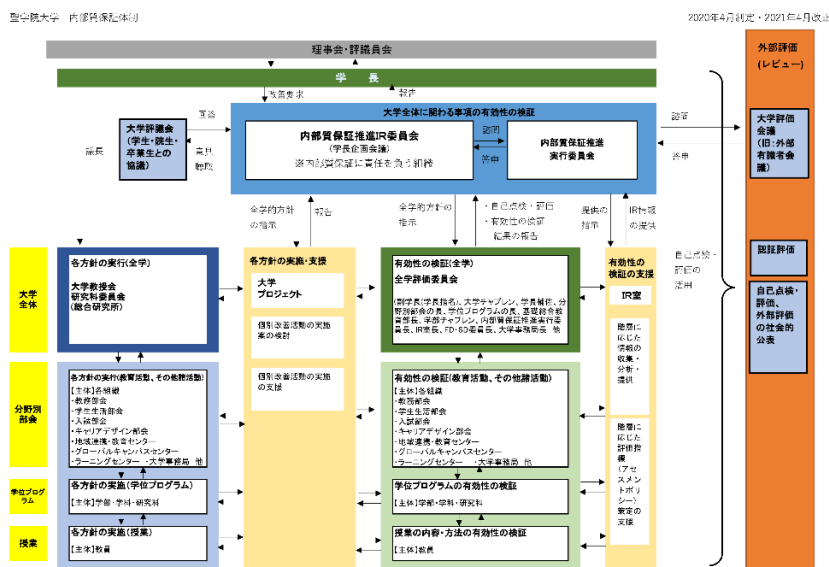 聖学院大学 内部質保証体制
2020年4月制定・2021年4月改正
理事会・評議員会
学 長
改善要求
報告
外部評価
(レビュー)
大学全体に関わる事項の有効性の検証
大学評議会
(学生・院生・
卒業生との
協議)
議長
回答
意見
聴取
内部質保証推進IR委員会
(学長企画会議)
※内部質保証に責任を負う組織
諮問
答申
内部質保証推進
実行委員会
諮問
答申
大学評価
会議
(旧:外部
有識者会
議)
全学的方針
の指示
報告
全学的方針の
指示
・自己点検・評価
・有効性の検証
結果の報告
提供の
指示
IR情報
の提供
自己点検・
評価の
活用
認証評価
自己点検・
評価、
外部評価
の社会的
公表
大学
全体
各方針の実行(全学)
大学教授会
研究科委員会
(総合研究所)
各方針の実施・支援
大学
プロジェクト
個別改善活動の実施
案の検討
個別改善活動の実施
の支援
有効性の検証(全学)
全学評価委員会
(副学長(学長指名)、大学チャプレン、学長補佐、分
野別部会の長、学位プログラムの長、基礎総合教
育部長、学部チャプレン、内部質保証推進実行委
員長、IR室長、FD・SD委員長、大学事務局長 他
有効性の
検証の支援
IR室
階層に
応じた
情報の
収集・
分析・
提供
階層に
応じた
評価指
標
(アセ
スメン
トポリ
シー)
策定の
支援
分野別
部会
各方針の実行(教育活動、その他諸活動)
【主体】各組織
・教務部会
・学生生活部会
・入試部会
・キャリアデザイン部会
・地域連携・教育センター
・グローバルキャンパスセンター
・ラーニングセンター ・大学事務局 他
有効性の検証(教育活動、その他諸活動)
【主体】各組織
・教務部会
・学生生活部会
・入試部会
・キャリアデザイン部会
・地域連携・教育センター
・グローバルキャンパスセンター
・ラーニングセンター ・大学事務局 他
学位プログ
ラム
各方針の実施(学位プログラム)
【主体】学部・学科・研究科
学位プログラムの有効性の検証
【主体】学部・学科・研究科
授業
各方針の実施(授業)
【主体】教員
授業の内容・方法の有効性の検証
【主体】教員